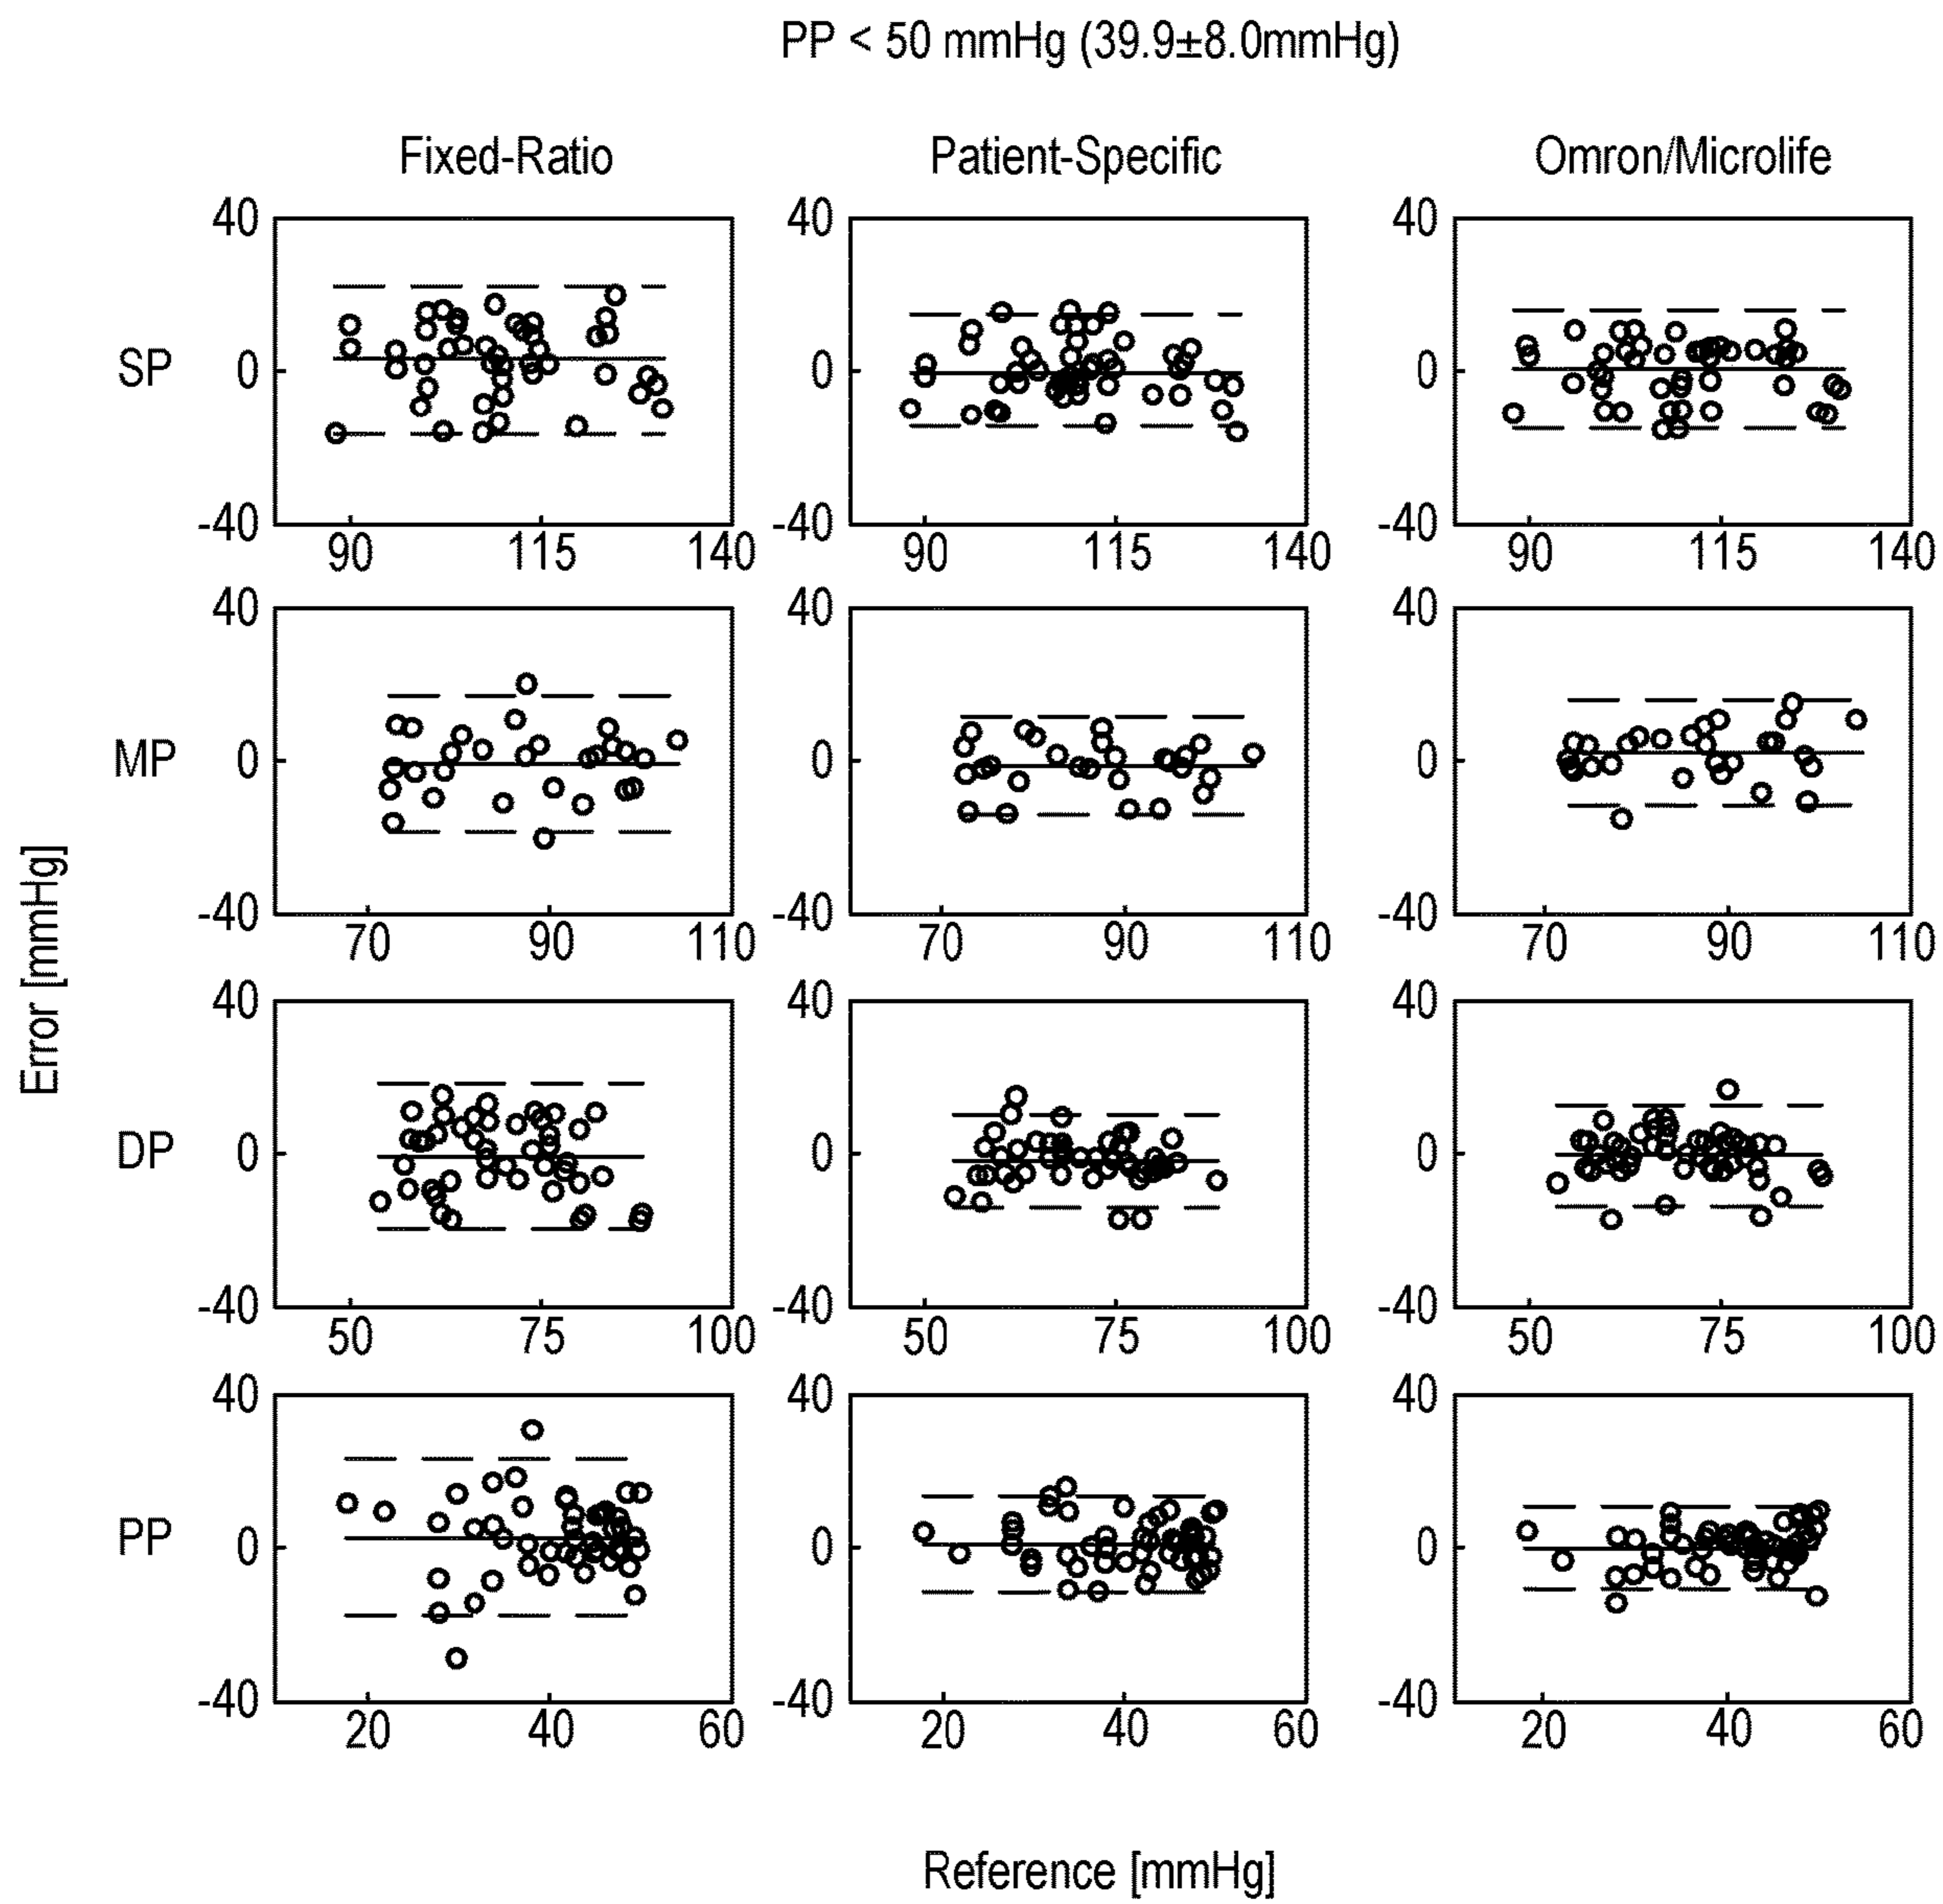 PP < 50 mmHg (39.9±8.0mmHg)
Fixed-Ratio Patient-Specific Omron/Microlife
SP
40 40 40
0 0 0
-40 -40 -40
90 115 140 90 115 140 90 115 140
MP
40 40 40
0 0 0
-40 -40 -40
70 90 110 70 90 110 70 90 110
Error [mmHg]
DP
40 40 40
0 0 0
-40 -40 -40
50 75 100 50 75 100 50 75 100
PP
40 40 40
0 0 0
-40 -40 -40
20 40 60 20 40 60 20 40 60
Reference [mmHg]